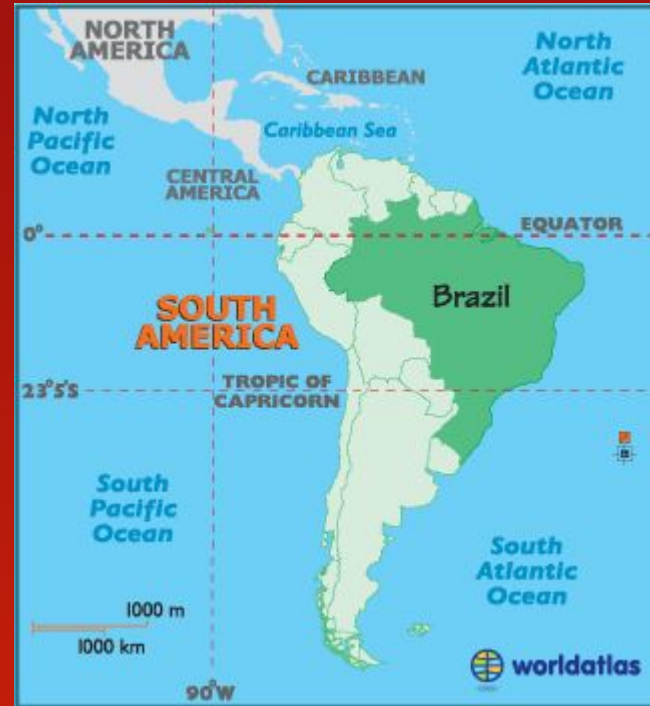 NORTH
AMERICA
North
Atlantic
Ocean
CARIBBEAN
North
Pacific
Ocean
Caribbean Sea
CENTRAL
AMERICA
0°
EQUATOR
Brazil
SOUTH
AMERICA
23°5'S
TROPIC OF
CAPRICORN
South
Pacific
Ocean
South
Atlantic
Ocean
1000 m
1000 km
worldatlas
90°W